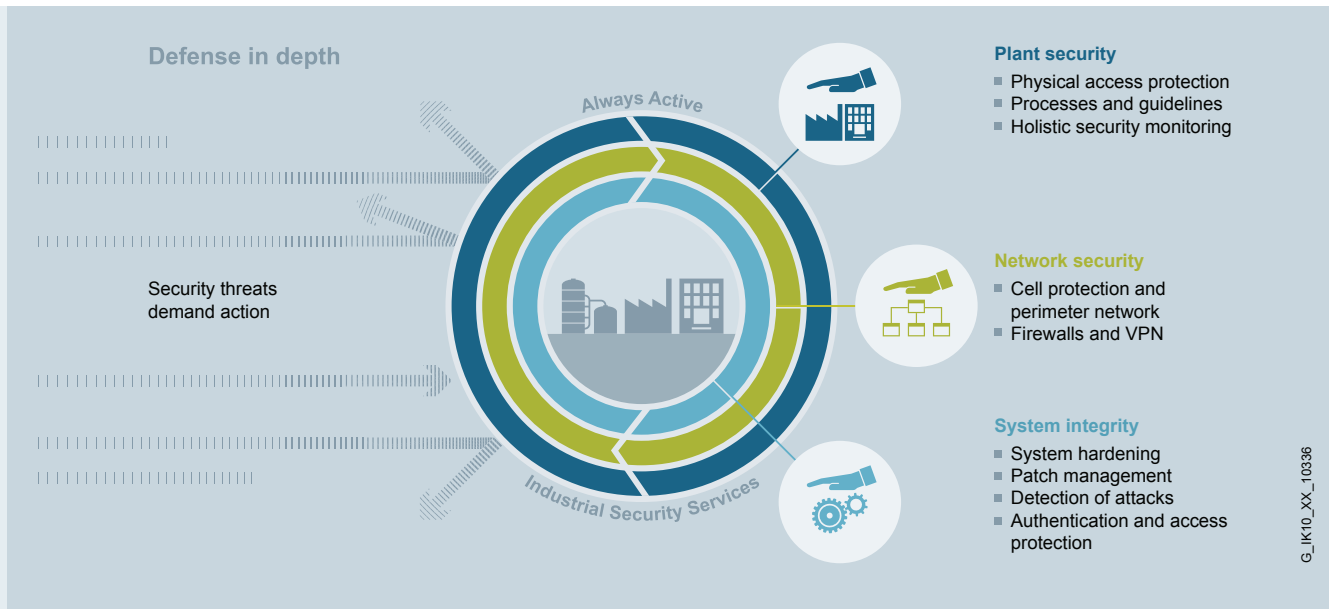 Defense in depth
Always Active
Security threats
demand action
Industrial Security Services
Plant security
Physical access protection
Processes and guidelines
Holistic security monitoring
Network security
Cell protection and
perimeter network
Firewalls and VPN
System integrity
System hardening
Patch management
Detection of attacks
Authentication and access
protection
G_IK10_XX_10336